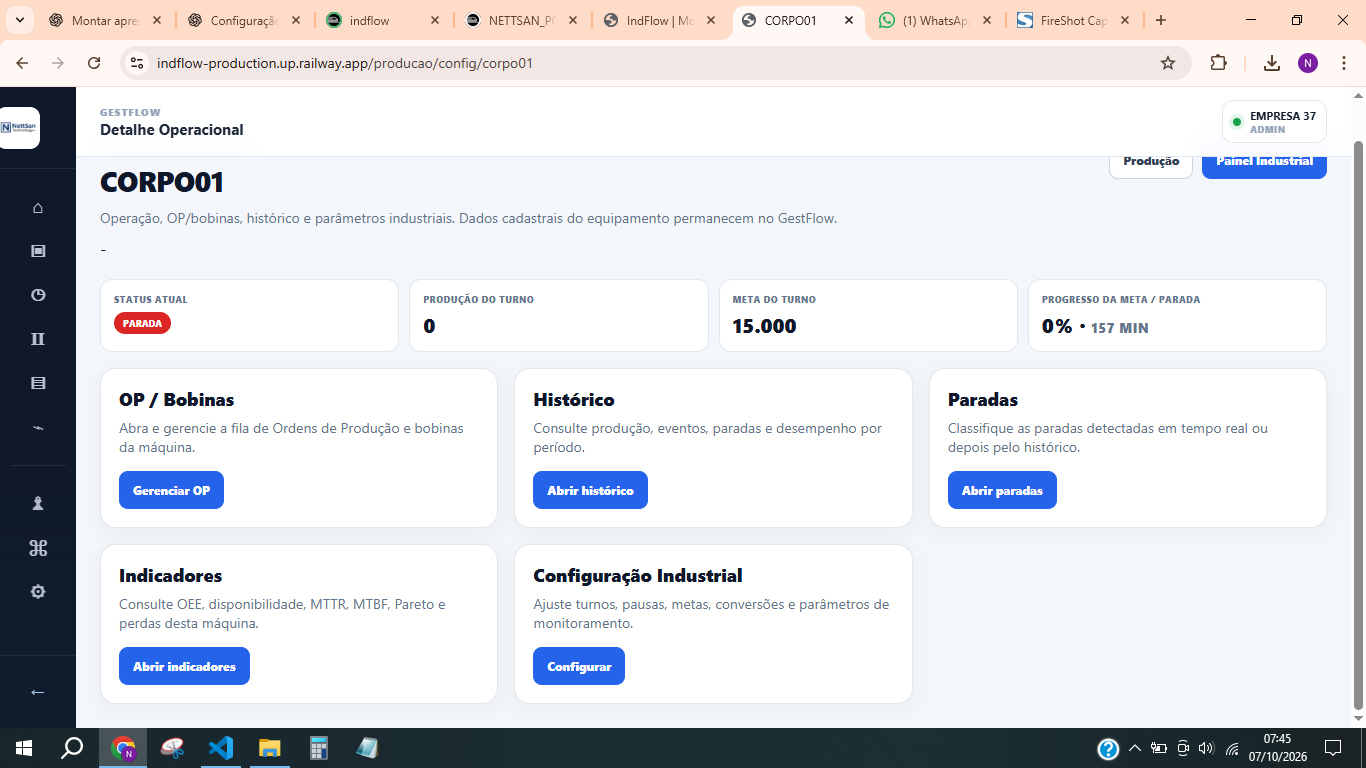 Montar apres
Configuração
indflow
NETTSAN_PO
IndFlow | Mo
CORPO01
(1) WhatsAp
FireShot Cap
indflow-production.up.railway.app/producao/config/corpo01
N
NettSan
GESTFLOW
Detalhe Operacional
EMPRESA 37
ADMIN
CORPO01
Produção
Painel Industrial
Operação, OP/bobinas, histórico e parâmetros industriais. Dados cadastrais do equipamento permanecem no GestFlow.
-
STATUS ATUAL
PARADA
PRODUÇÃO DO TURNO
0
META DO TURNO
15.000
PROGRESSO DA META / PARADA
0% • 157 MIN
OP / Bobinas
Abra e gerencie a fila de Ordens de Produção e bobinas
da máquina.
Gerenciar OP
Histórico
Consulte produção, eventos, paradas e desempenho por
período.
Abrir histórico
Paradas
Classifique as paradas detectadas em tempo real ou
depois pelo histórico.
Abrir paradas
Indicadores
Consulte OEE, disponibilidade, MTTR, MTBF, Pareto e
perdas desta máquina.
Abrir indicadores
Configuração Industrial
Ajuste turnos, pausas, metas, conversões e parâmetros de
monitoramento.
Configurar
07:45
07/10/2026